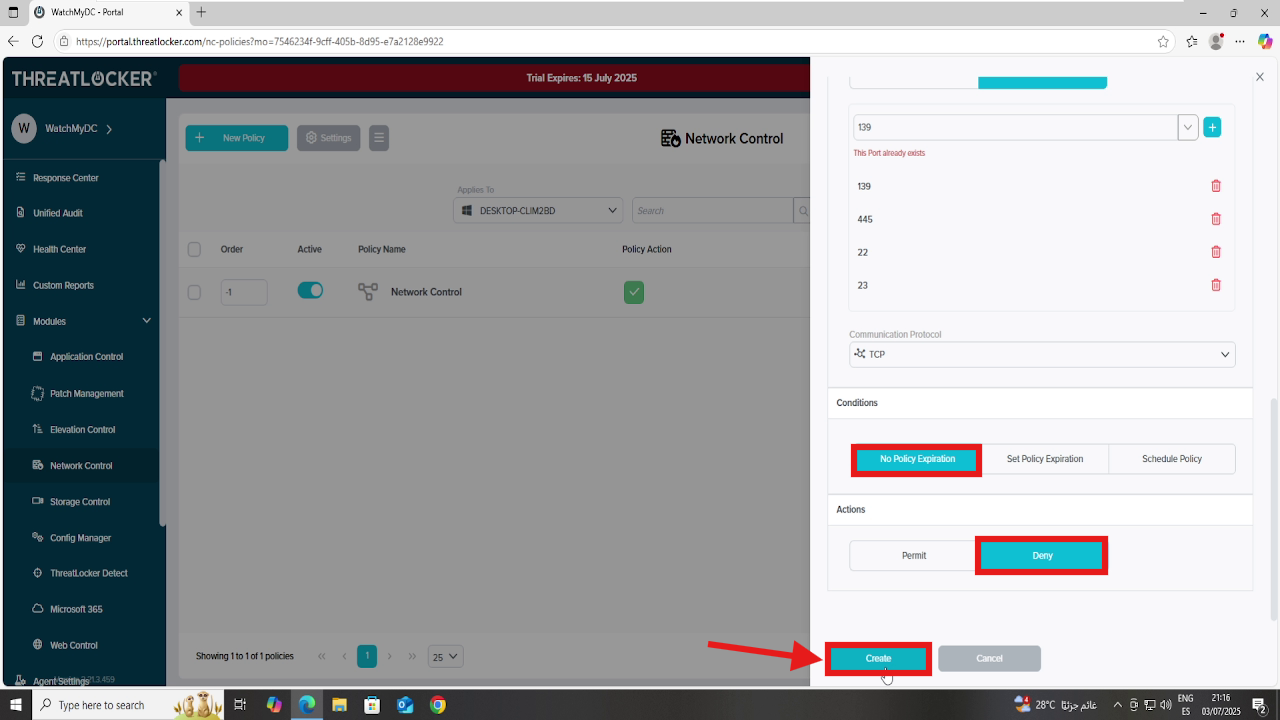 WatchMyDC - Portal
https://portal.threatlocker.com/nc-policies?mo=7546234f-9cff-405b-8d95-e7a2128e9922
THREATLOCKER
Trial Expires: 15 July 2025
W WatchMyDC
New Policy
Settings
Network Control
Response Center
Unified Audit
Health Center
Custom Reports
Modules
Application Control
Patch Management
Elevation Control
Network Control
Storage Control
Config Manager
ThreatLocker Detect
Microsoft 365
Web Control
Agent Settings
Applies To
DESKTOP-CLIM2BD
Search
Order
Active
Policy Name
Policy Action
-1
Network Control
Showing 1 to 1 of 1 policies
1
25
139
This Port already exists
139
445
22
23
Communication Protocol
TCP
Conditions
No Policy Expiration
Set Policy Expiration
Schedule Policy
Actions
Permit
Deny
Create
Cancel
Type here to search
28°C Lluvia a p...
ENG
ES
21:16
03/07/2025